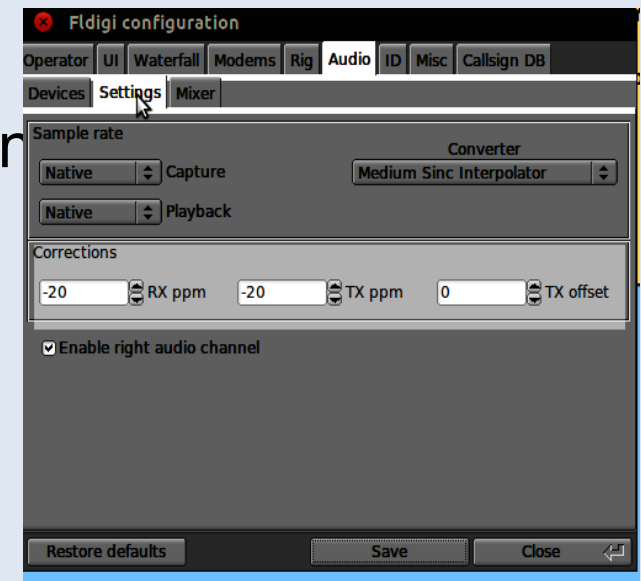 Fldigi configuration
Operator UI Waterfall Modems Rig Audio ID Misc Callsign DB
Devices Settings Mixer
Sample rate
Converter
Native Capture Medium Sinc Interpolator
Native Playback
Corrections
-20 RX ppm -20 TX ppm 0 TX offset
Enable right audio channel
Restore defaults Save Close